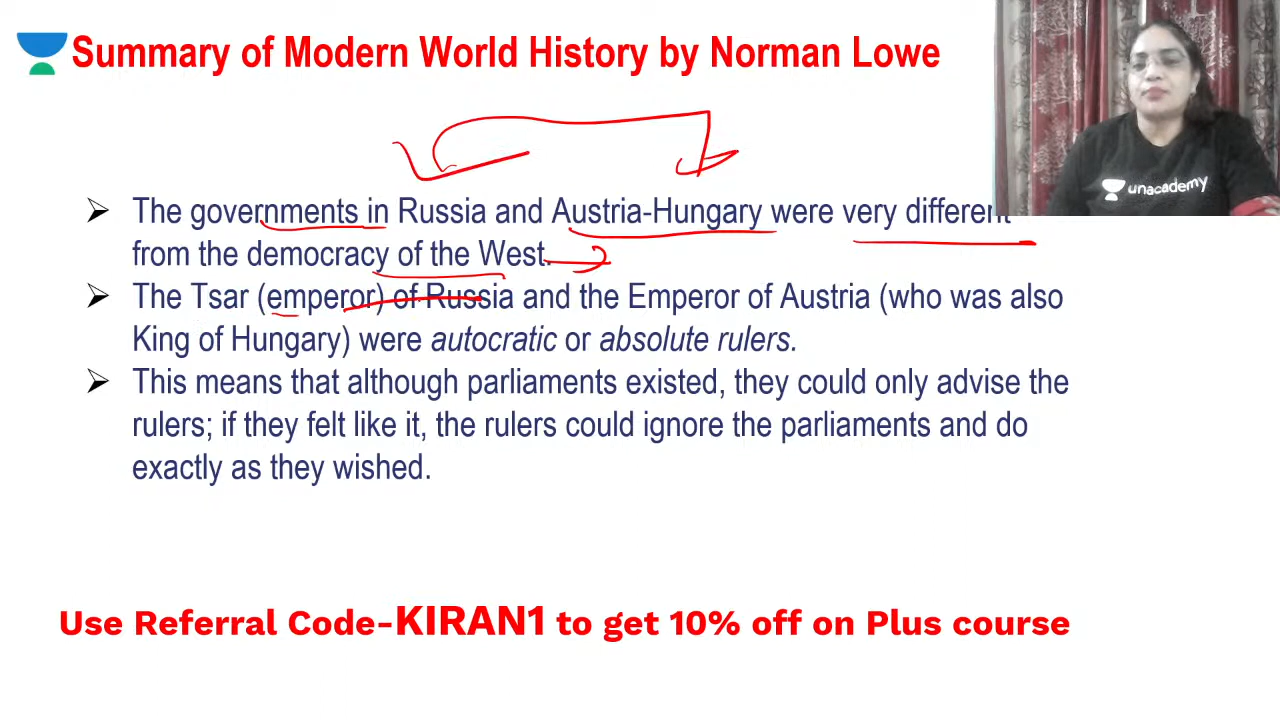 Summary of Modern World History by Norman Lowe
unacademy
➢ The governments in Russia and Austria-Hungary were very different
from the democracy of the West.
➢ The Tsar (emperor) of Russia and the Emperor of Austria (who was also
King of Hungary) were autocratic or absolute rulers.
➢ This means that although parliaments existed, they could only advise the
rulers; if they felt like it, the rulers could ignore the parliaments and do
exactly as they wished.
Use Referral Code-KIRAN1 to get 10% off on Plus course